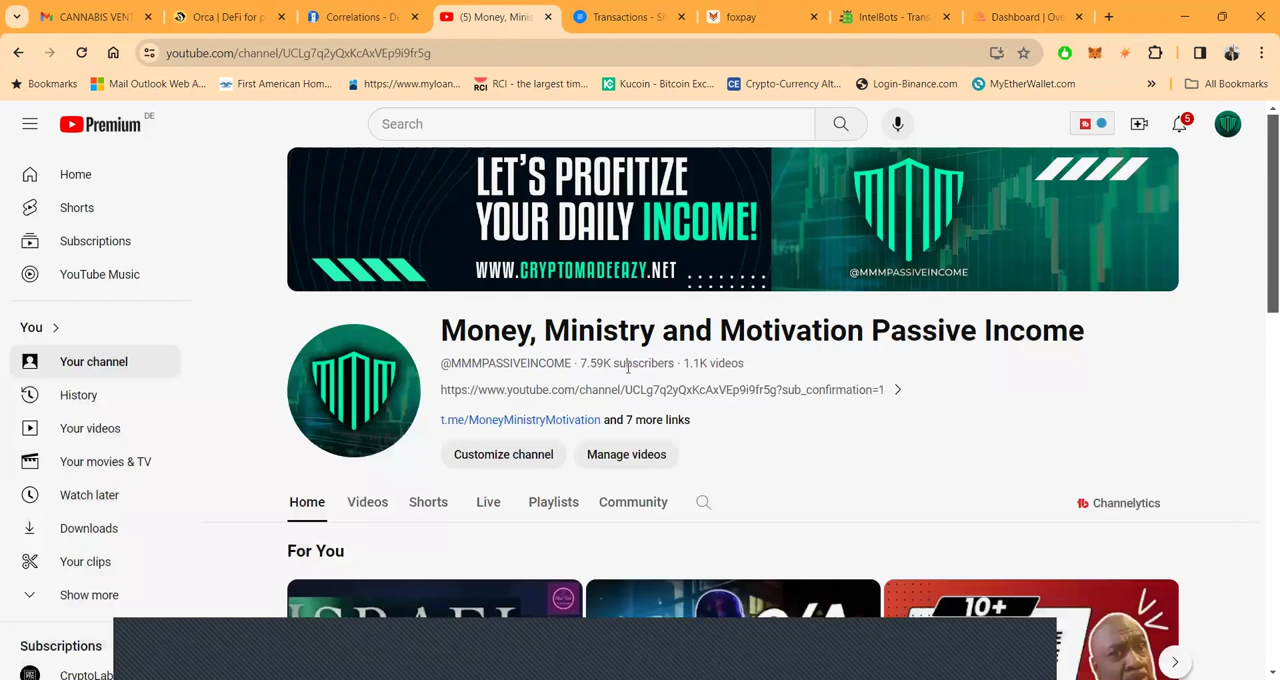 CANNABIS VENT
Orca | DeFi for p
Correlations - De
(5) Money, Minis
Transactions - Sh
foxpay
IntelBots - Trans
Dashboard | Ove
youtube.com/channel/UCLg7q2yQxKcAxVEp9i9fr5g
Bookmarks
Mail Outlook Web A...
First American Hom...
https://www.myloan...
RCI - the largest tim...
Kucoin - Bitcoin Exc...
Crypto-Currency Alt...
Login-Binance.com
MyEtherWallet.com
All Bookmarks
Premium DE
Search
5
Home
Shorts
Subscriptions
YouTube Music
You
Your channel
History
Your videos
Your movies & TV
Watch later
Downloads
Your clips
Show more
Subscriptions
CryptoLab
LET'S PROFITIZE
YOUR DAILY INCOME!
WWW.CRYPTOMADEEAZY.NET
@MMMPASSIVEINCOME
Money, Ministry and Motivation Passive Income
@MMMPASSIVEINCOME · 7.59K subscribers · 1.1K videos
https://www.youtube.com/channel/UCLg7q2yQxKcAxVEp9i9fr5g?sub_confirmation=1
t.me/MoneyMinistryMotivation and 7 more links
Customize channel
Manage videos
Home
Videos
Shorts
Live
Playlists
Community
Channelytics
For You
ISRAEL
Q/A
10+